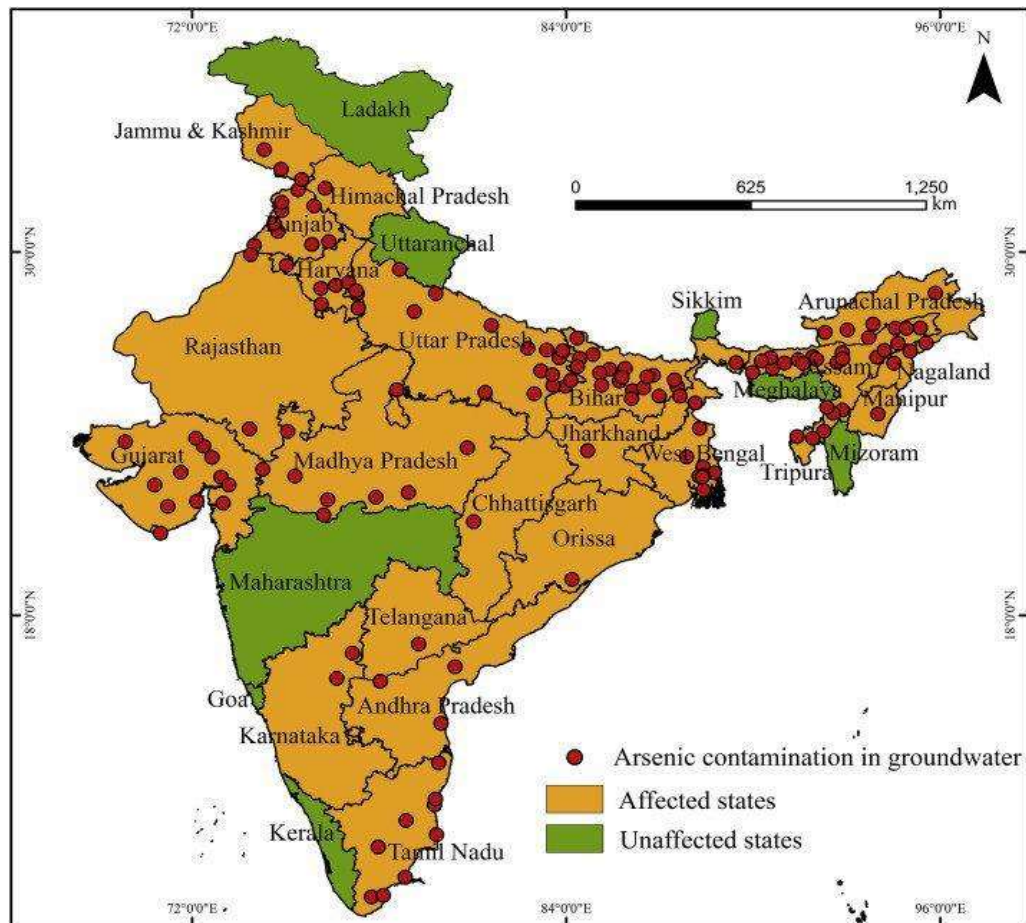 72°0'0"E 84°0'0"E 96°0'0"E
N
Ladakh
Jammu & Kashmir
0 625 1,250
km
Himachal Pradesh
Punjab
Uttaranchal
30°0'0"N 30°0'0"N
Haryana
Sikkim
Arunachal Pradesh
Rajasthan
Uttar Pradesh
Assam
Nagaland
Meghalaya
Bihar
Manipur
Jharkhand
Gujarat
Madhya Pradesh
West Bengal
Mizoram
Tripura
Chhattisgarh
Orissa
Maharashtra
18°0'0"N 18°0'0"N
Telangana
Goa
Andhra Pradesh
Karnataka
Arsenic contamination in groundwater
Affected states
Kerala
Unaffected states
Tamil Nadu
72°0'0"E 84°0'0"E 96°0'0"E